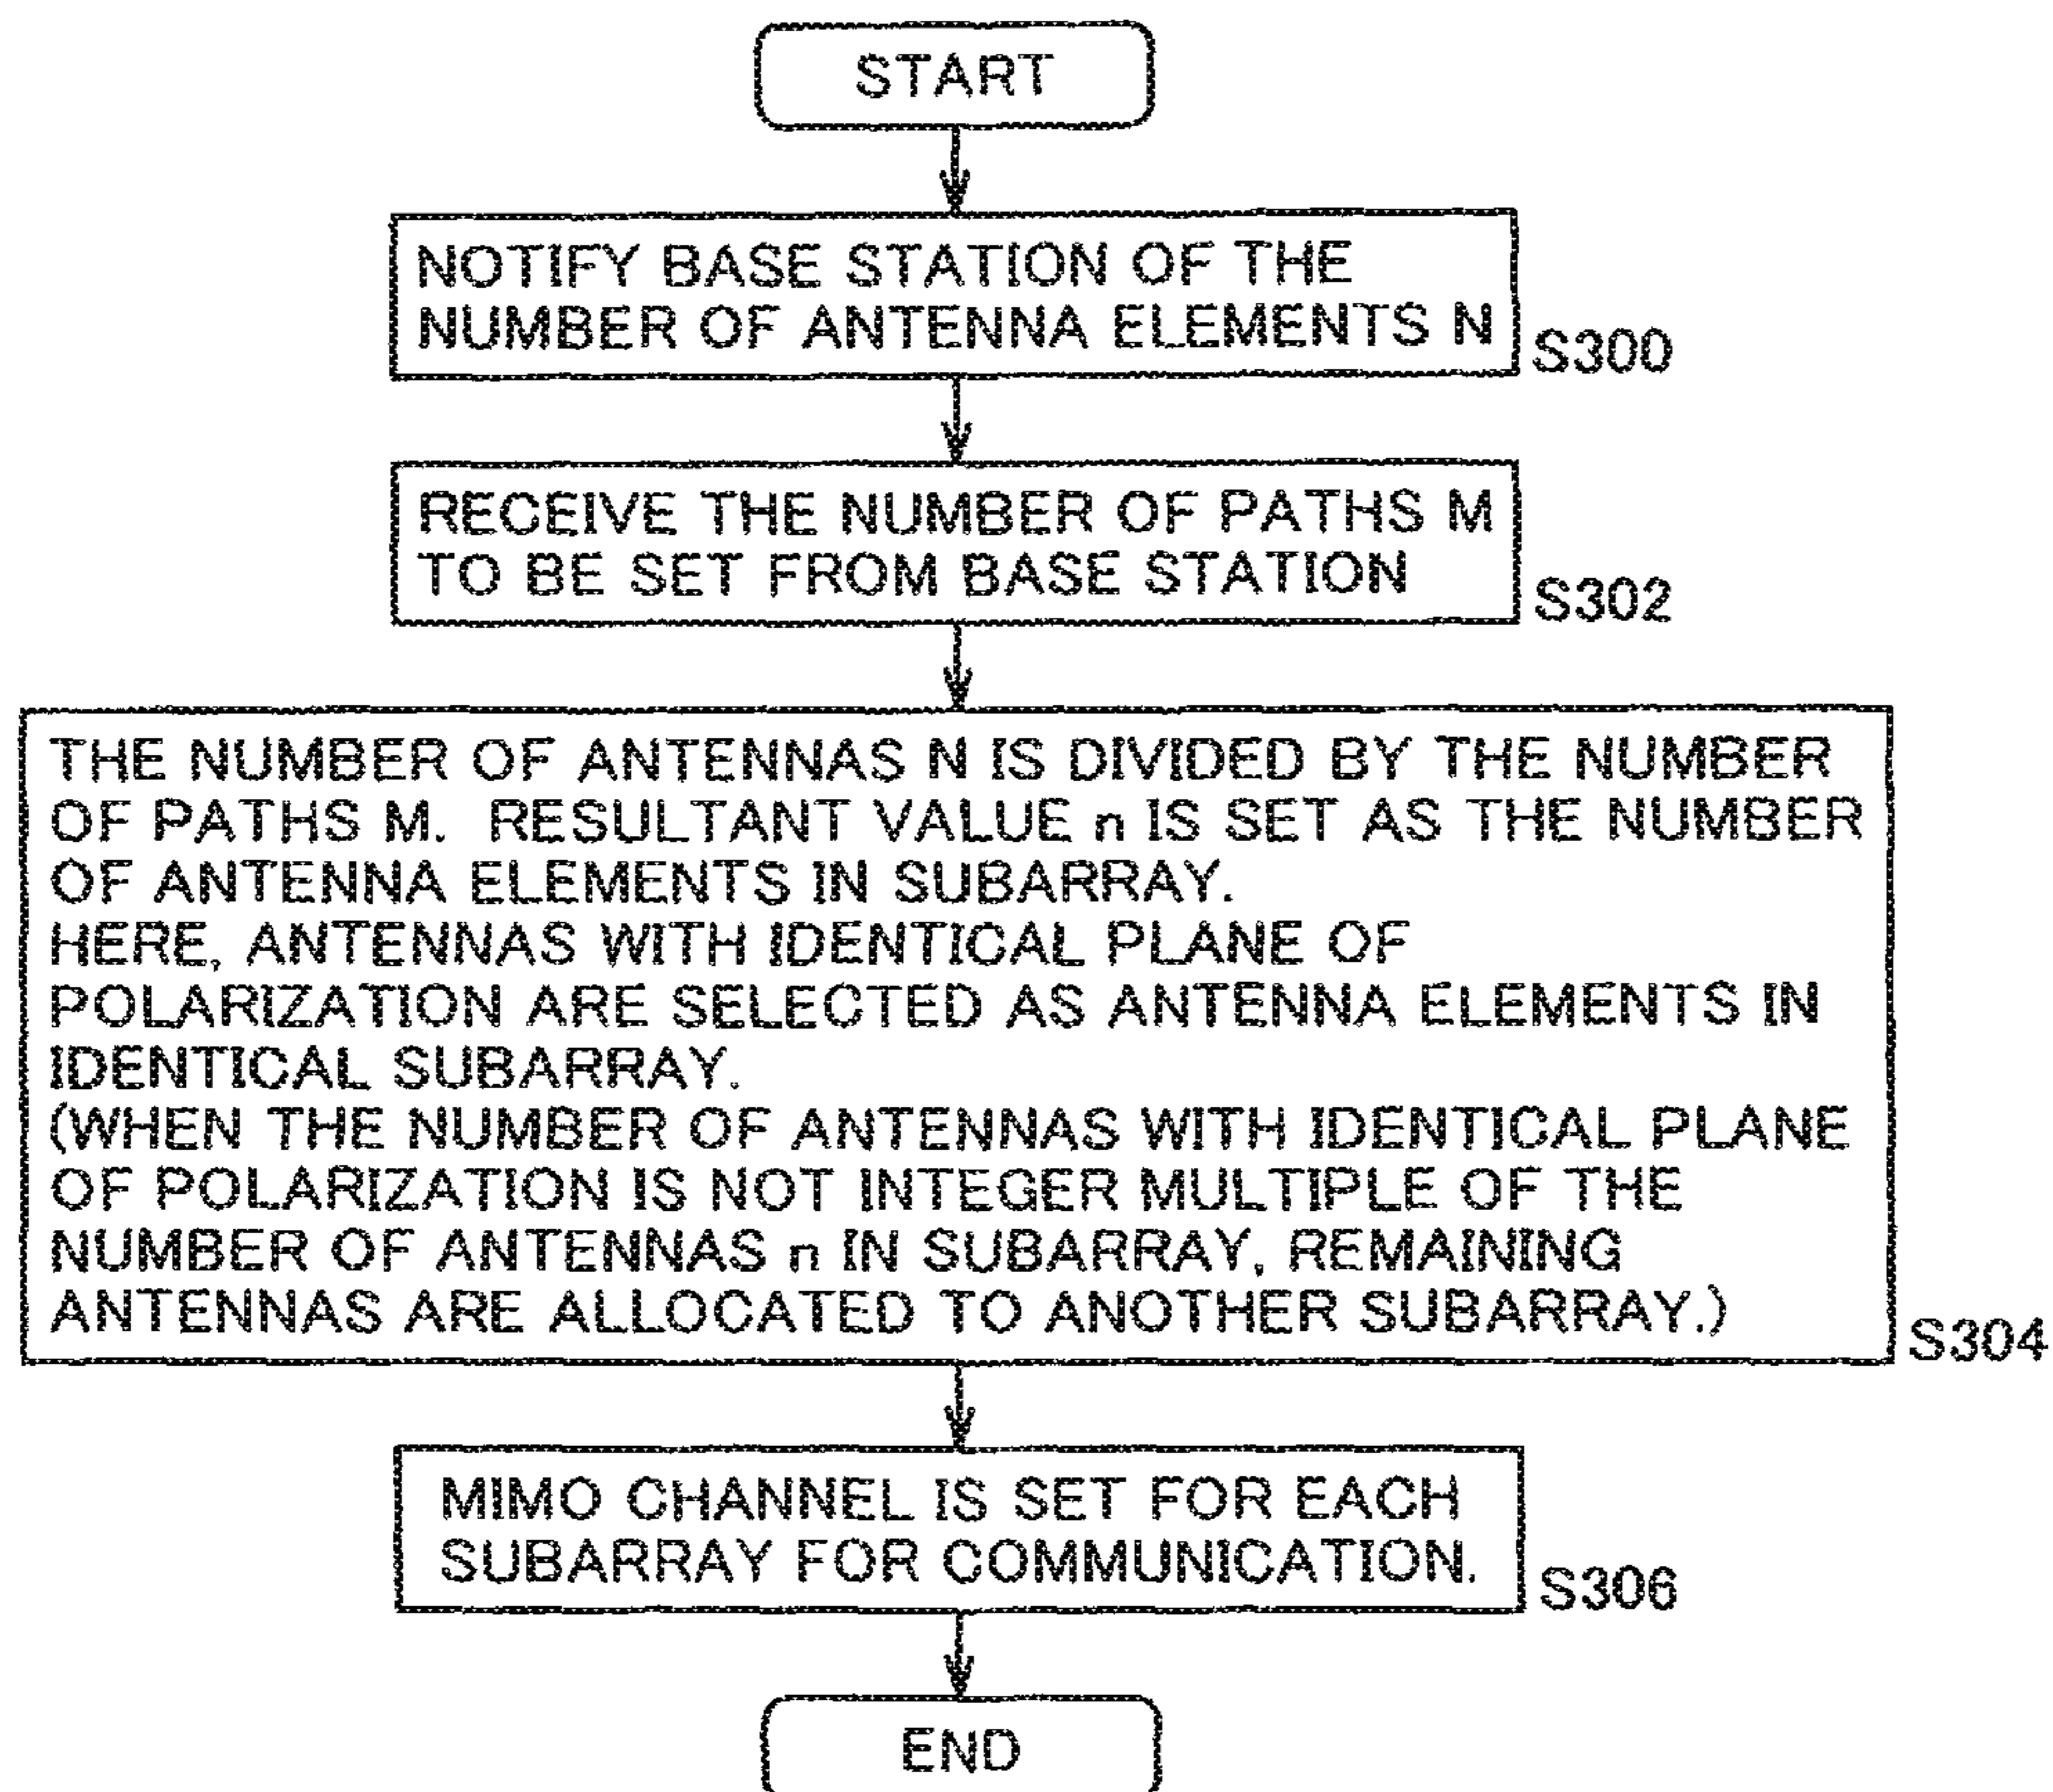 START
NOTIFY BASE STATION OF THE
NUMBER OF ANTENNA ELEMENTS N
S300
RECEIVE THE NUMBER OF PATHS M
TO BE SET FROM BASE STATION
S302
THE NUMBER OF ANTENNAS N IS DIVIDED BY THE NUMBER
OF PATHS M. RESULTANT VALUE n IS SET AS THE NUMBER
OF ANTENNA ELEMENTS IN SUBARRAY.
HERE, ANTENNAS WITH IDENTICAL PLANE OF
POLARIZATION ARE SELECTED AS ANTENNA ELEMENTS IN
IDENTICAL SUBARRAY.
(WHEN THE NUMBER OF ANTENNAS WITH IDENTICAL PLANE
OF POLARIZATION IS NOT INTEGER MULTIPLE OF THE
NUMBER OF ANTENNAS n IN SUBARRAY, REMAINING
ANTENNAS ARE ALLOCATED TO ANOTHER SUBARRAY.)
S304
MIMO CHANNEL IS SET FOR EACH
SUBARRAY FOR COMMUNICATION.
S306
END